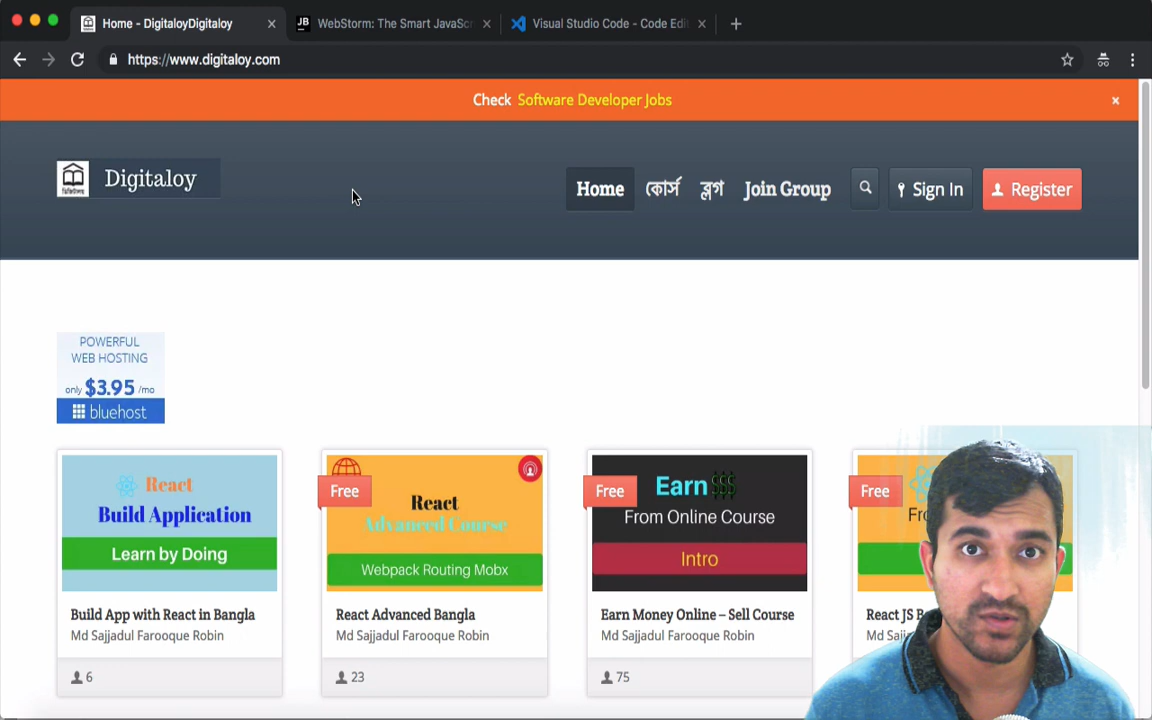 Home - DigitaloyDigitaloy
WebStorm: The Smart JavaScr
Visual Studio Code - Code Edit
https://www.digitaloy.com
Check Software Developer Jobs
Digitaloy
Home
কোর্স
ব্লগ
Join Group
Sign In
Register
POWERFUL
WEB HOSTING
only $3.95 /mo
bluehost
React
Build Application
Learn by Doing
Build App with React in Bangla
Md Sajjadul Farooque Robin
6
Free
React
Advanced Course
Webpack Routing Mobx
React Advanced Bangla
Md Sajjadul Farooque Robin
23
Free
Earn $$$
From Online Course
Intro
Earn Money Online – Sell Course
Md Sajjadul Farooque Robin
75
Free
React JS B